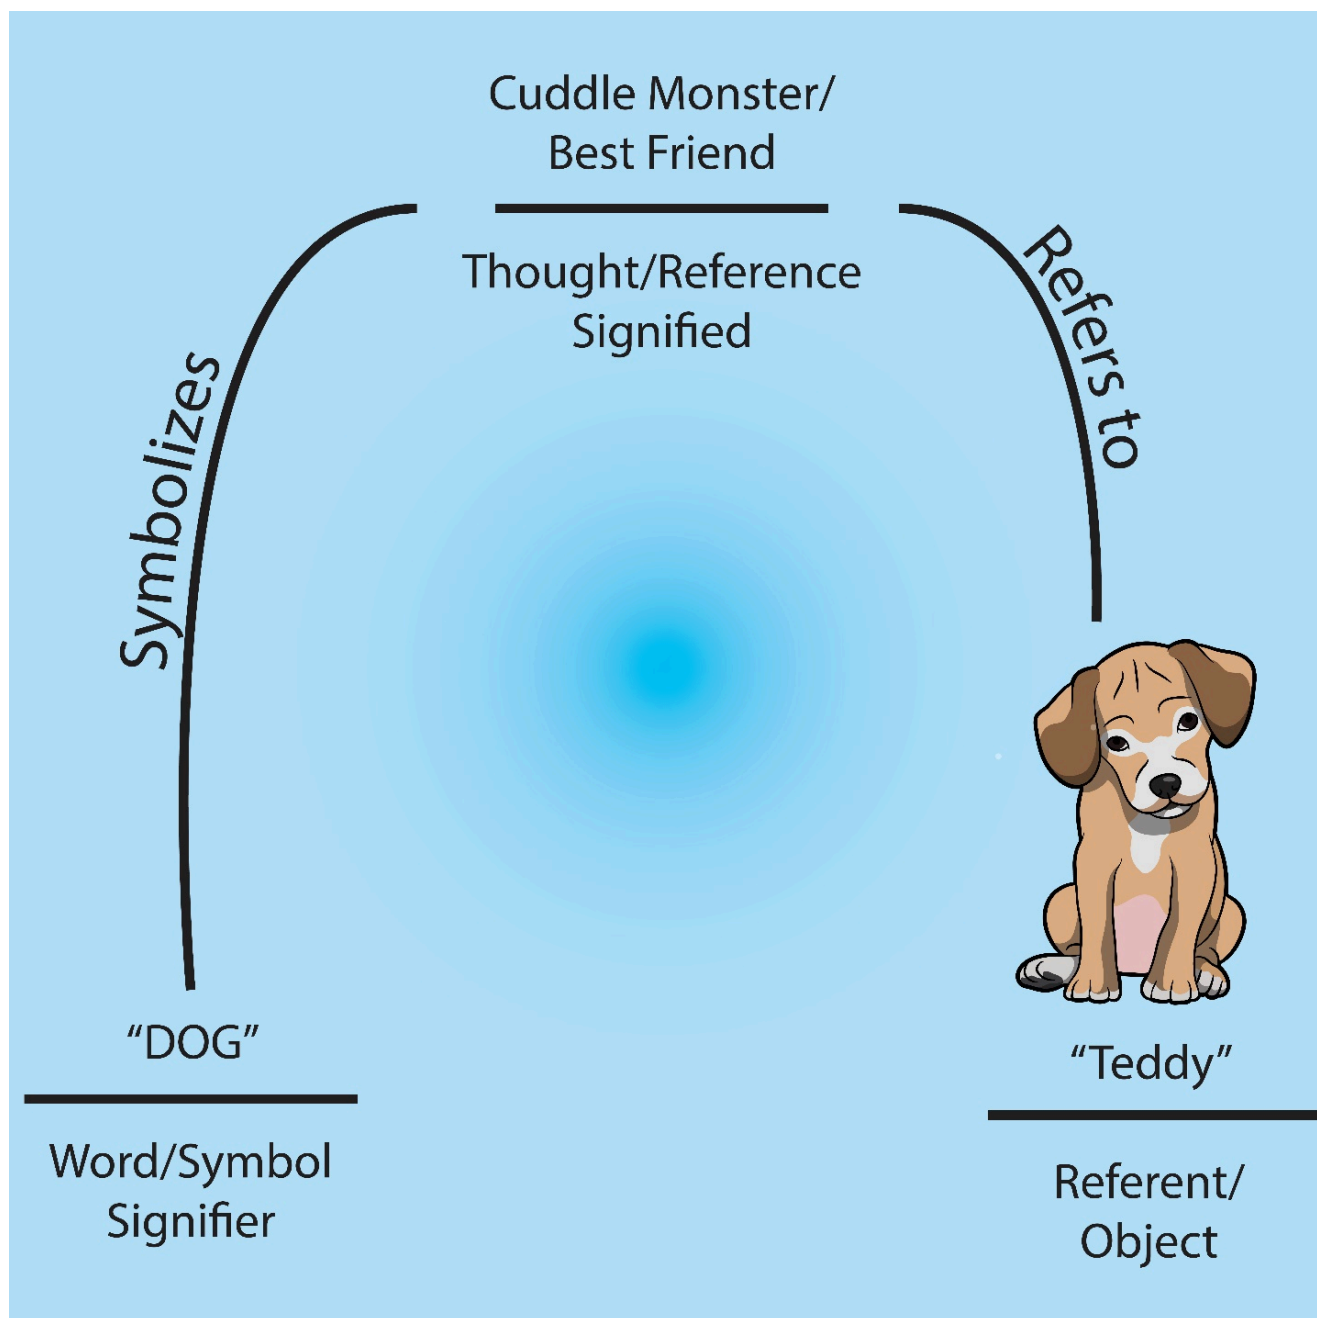 Cuddle Monster/
Best Friend
Thought/Reference
Signified
Symbolizes
Refers to
“DOG”
Word/Symbol
Signifier
“Teddy”
Referent/
Object